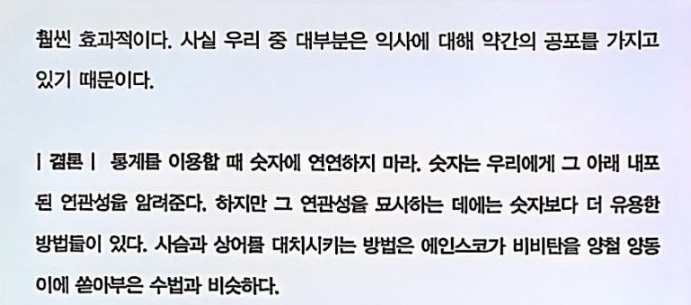 훨씬 효과적이다. 사실 우리 중 대부분은 의사에 대해 약간의 공포를 가지고
있기 때문이다.
| 결론 | 통계를 이용할 때 숫자에 연연하지 마라. 숫자는 우리에게 그 아래 내포
된 연관성을 알려준다. 하지만 그 연관성을 묘사하는 데에는 숫자보다 더 유용한
방법들이 있다. 사슴과 상어를 대치시키는 방법은 에인스코가 비비탄을 양철 양동
이에 쏟아부은 수법과 비슷하다.